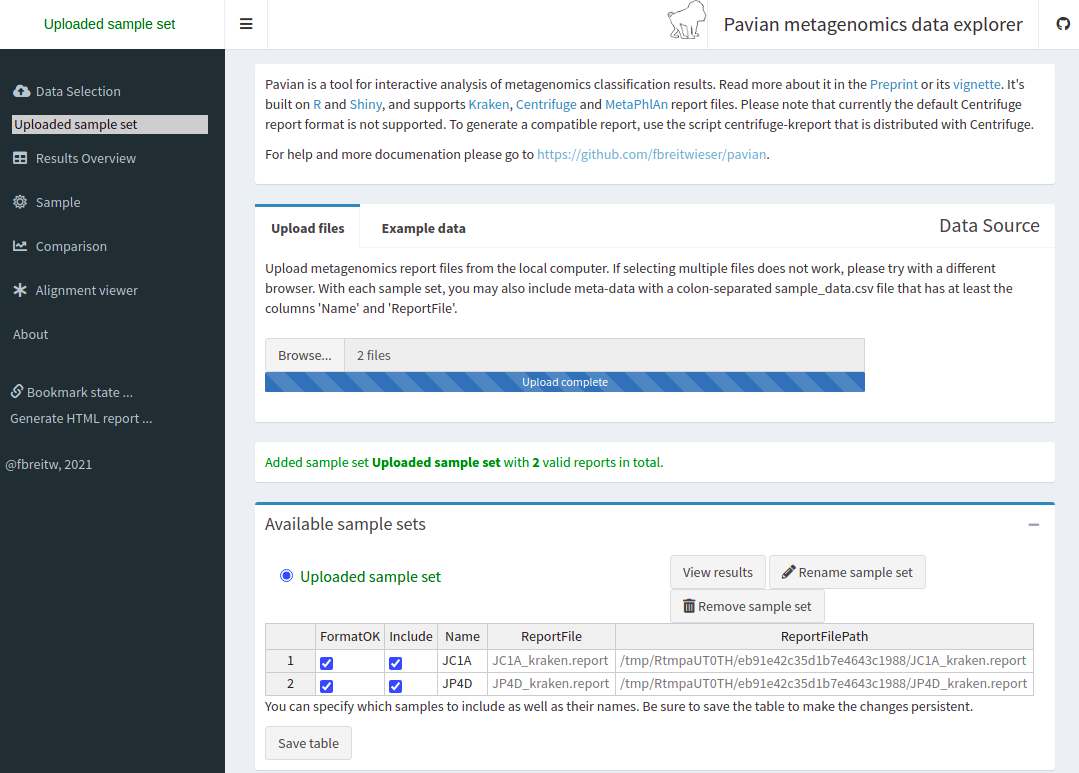 Uploaded sample set
Pavian metagenomics data explorer
Data Selection
Uploaded sample set
Results Overview
Sample
Comparison
Alignment viewer
About
Bookmark state ...
Generate HTML report ...
@fbreitw, 2021
Pavian is a tool for interactive analysis of metagenomics classification results. Read more about it in the Preprint or its vignette. It's
built on R and Shiny, and supports Kraken, Centrifuge and MetaPhlAn report files. Please note that currently the default Centrifuge
report format is not supported. To generate a compatible report, use the script centrifuge-kreport that is distributed with Centrifuge.
For help and more documenation please go to https://github.com/fbreitwieser/pavian.
Upload files Example data Data Source
Upload metagenomics report files from the local computer. If selecting multiple files does not work, please try with a different
browser. With each sample set, you may also include meta-data with a colon-separated sample_data.csv file that has at least the
columns 'Name' and 'ReportFile'.
Browse... 2 files
Upload complete
Added sample set Uploaded sample set with 2 valid reports in total.
Available sample sets
Uploaded sample set
View results Rename sample set
Remove sample set
FormatOK Include Name ReportFile ReportFilePath
1 JC1A JC1A_kraken.report /tmp/RtmpaUT0TH/eb91e42c35d1b7e4643c1988/JC1A_kraken.report
2 JP4D JP4D_kraken.report /tmp/RtmpaUT0TH/eb91e42c35d1b7e4643c1988/JP4D_kraken.report
You can specify which samples to include as well as their names. Be sure to save the table to make the changes persistent.
Save table